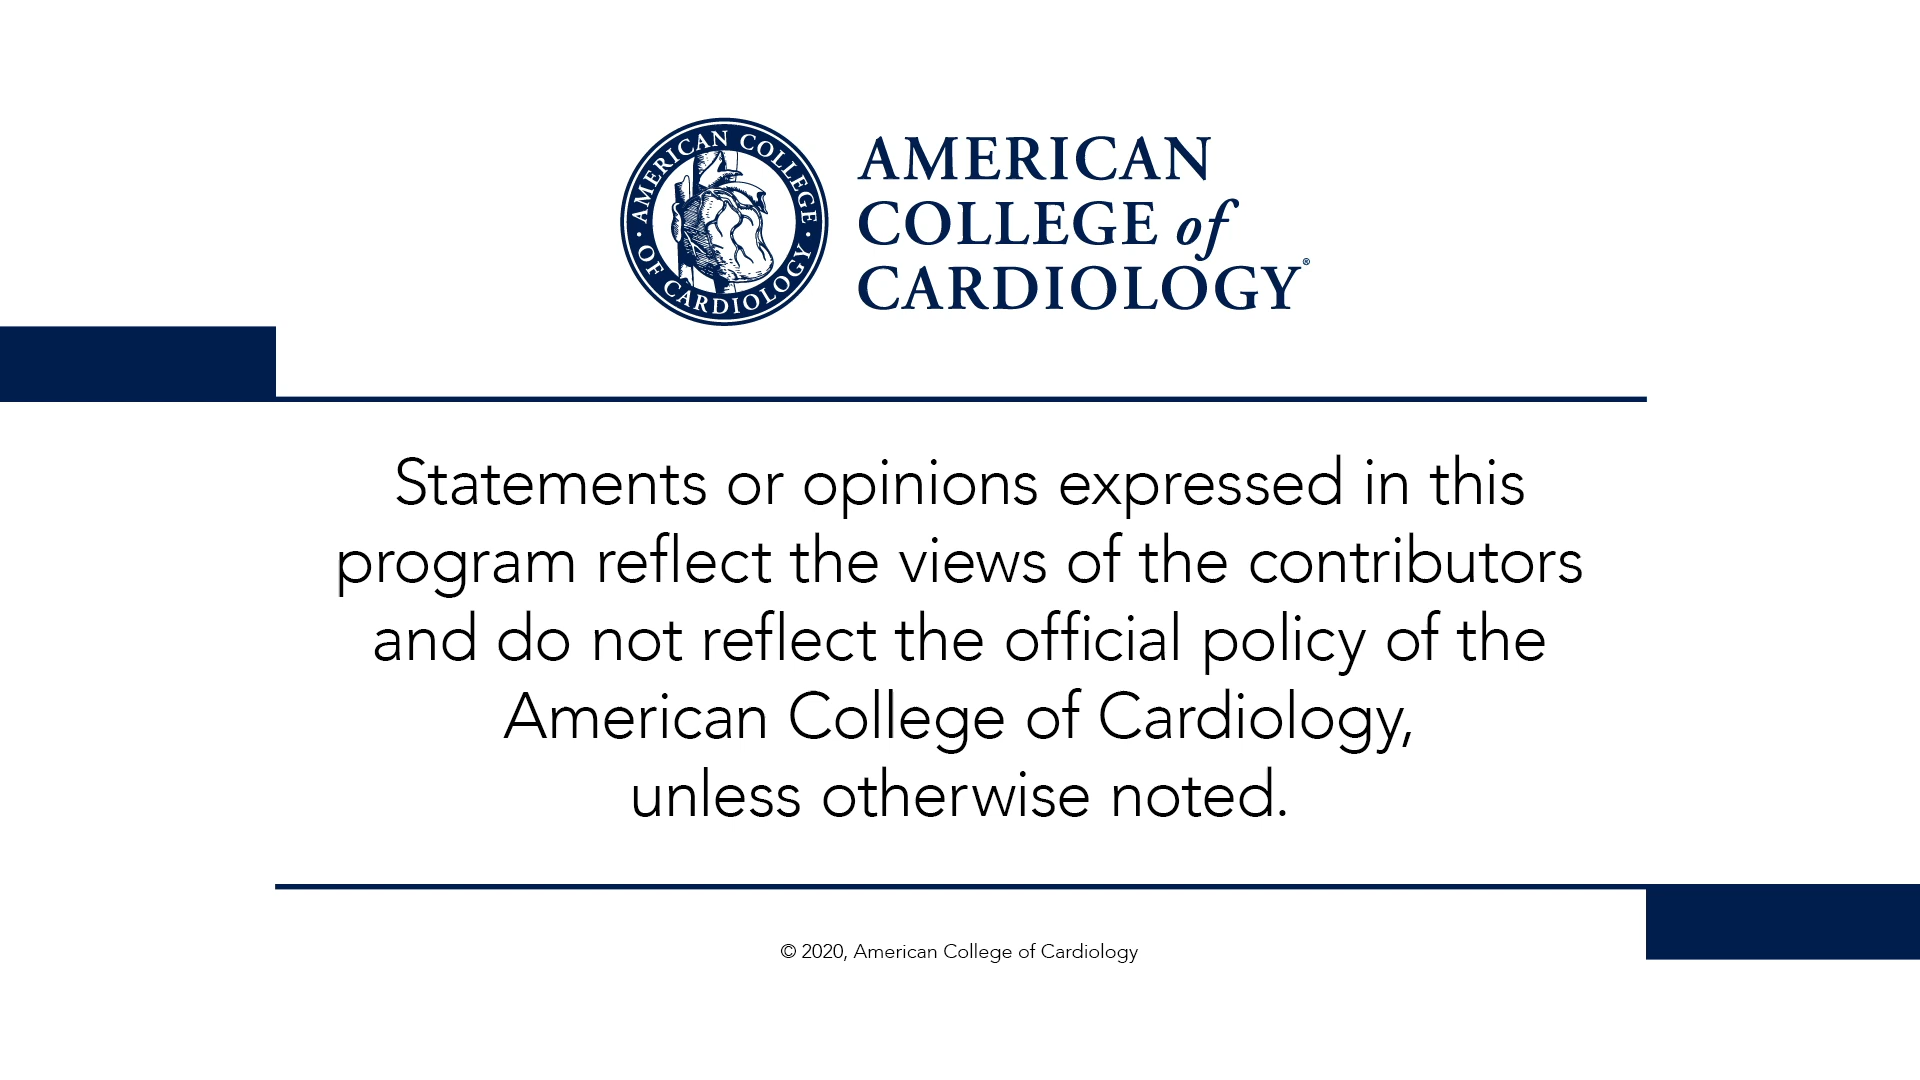 AMERICAN COLLEGE
· OF CARDIOLOGY ·
AMERICAN
COLLEGE of
CARDIOLOGY®
Statements or opinions expressed in this
program reflect the views of the contributors
and do not reflect the official policy of the
American College of Cardiology,
unless otherwise noted.
© 2020, American College of Cardiology